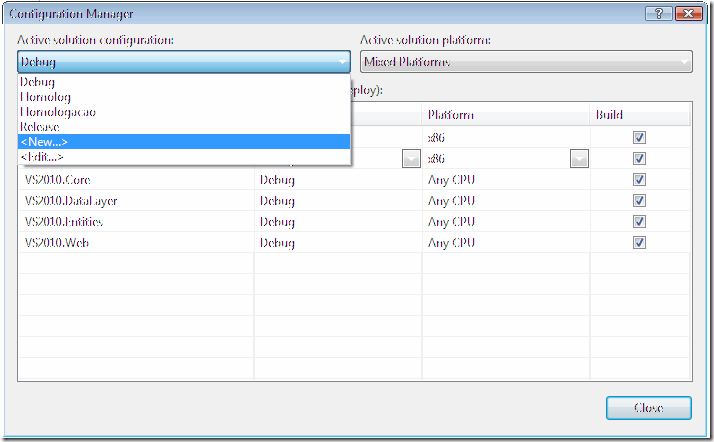 Configuration Manager
Active solution configuration: Active solution platform:
Debug Mixed Platforms
Debug
Homolog
Homologacao
Release
<New...>
<Edit...>
eploy):
Platform Build
x86
x86
VS2010.Core Debug Any CPU
VS2010.DataLayer Debug Any CPU
VS2010.Entities Debug Any CPU
VS2010.Web Debug Any CPU
Close